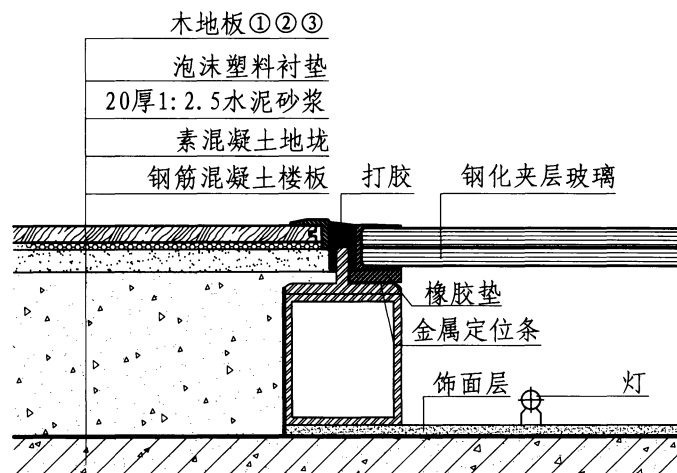 木地板①②③
泡沫塑料衬垫
20厚1:2.5水泥砂浆
素混凝土地垅
钢筋混凝土楼板
打胶
钢化夹层玻璃
橡胶垫
金属定位条
饰面层
灯